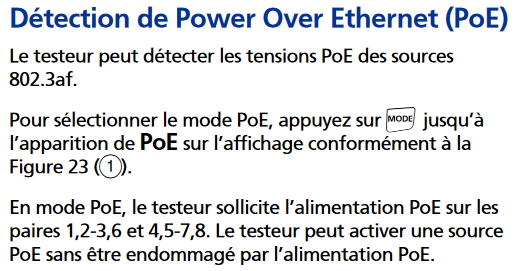 Détection de Power Over Ethernet (PoE)
Le testeur peut détecter les tensions PoE des sources
802.3af.
Pour sélectionner le mode PoE, appuyez sur MODE jusqu'à
l'apparition de PoE sur l'affichage conformément à la
Figure 23 (①).
En mode PoE, le testeur sollicite l'alimentation PoE sur les
paires 1,2-3,6 et 4,5-7,8. Le testeur peut activer une source
PoE sans être endommagé par l'alimentation PoE.